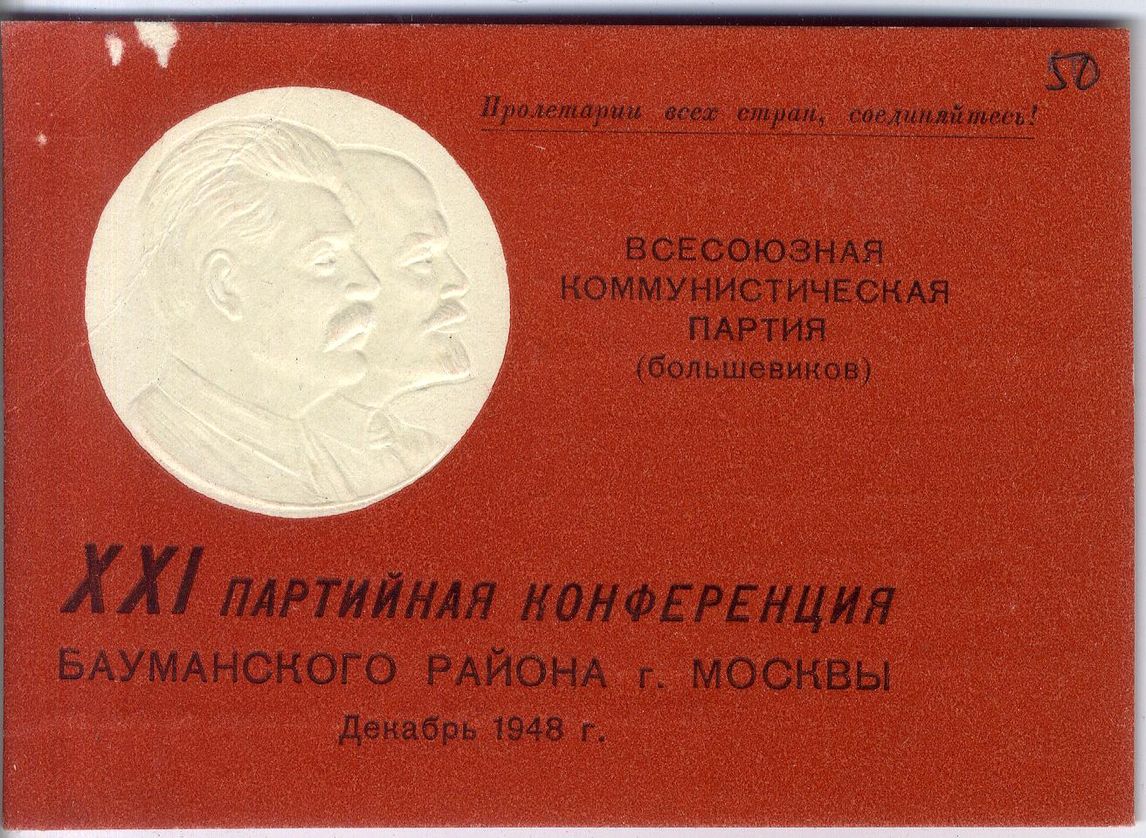 50
Пролетарии всех стран, соединяйтесь!
ВСЕСОЮЗНАЯ
КОММУНИСТИЧЕСКАЯ
ПАРТИЯ
(большевиков)
XXI ПАРТИЙНАЯ КОНФЕРЕНЦИЯ
БАУМАНСКОГО РАЙОНА г. МОСКВЫ
Декабрь 1948 г.